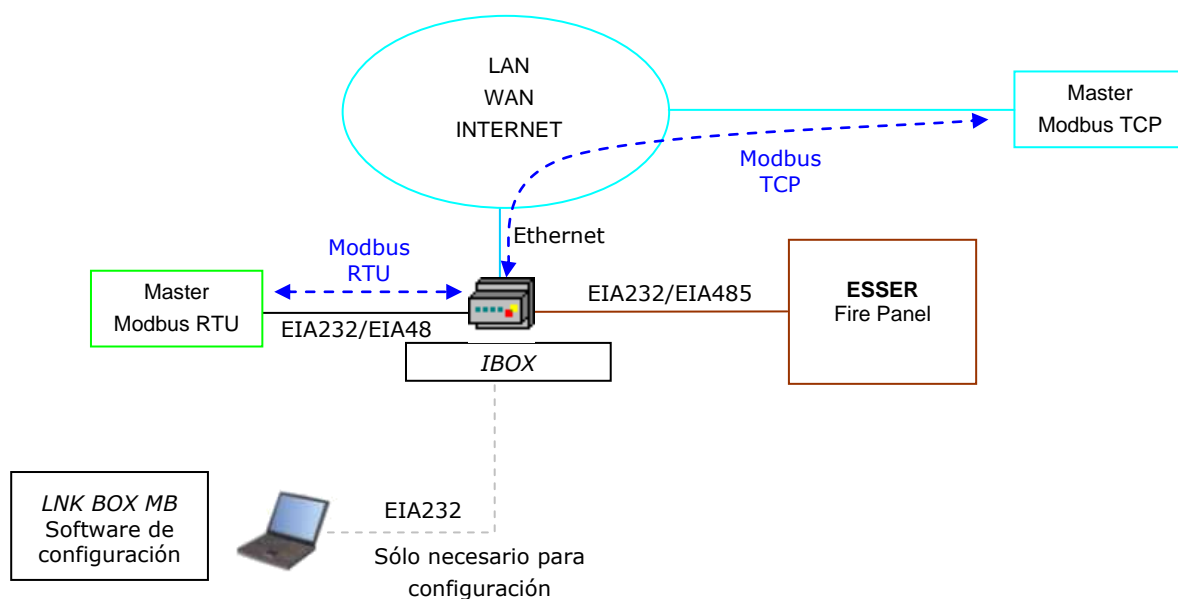 LAN
WAN
INTERNET
Master
Modbus TCP
Modbus
TCP
Ethernet
Modbus
RTU
Master
Modbus RTU
EIA232/EIA48
EIA232/EIA485
ESSER
Fire Panel
IBOX
LNK BOX MB
Software de
configuración
EIA232
Sólo necesario para
configuración